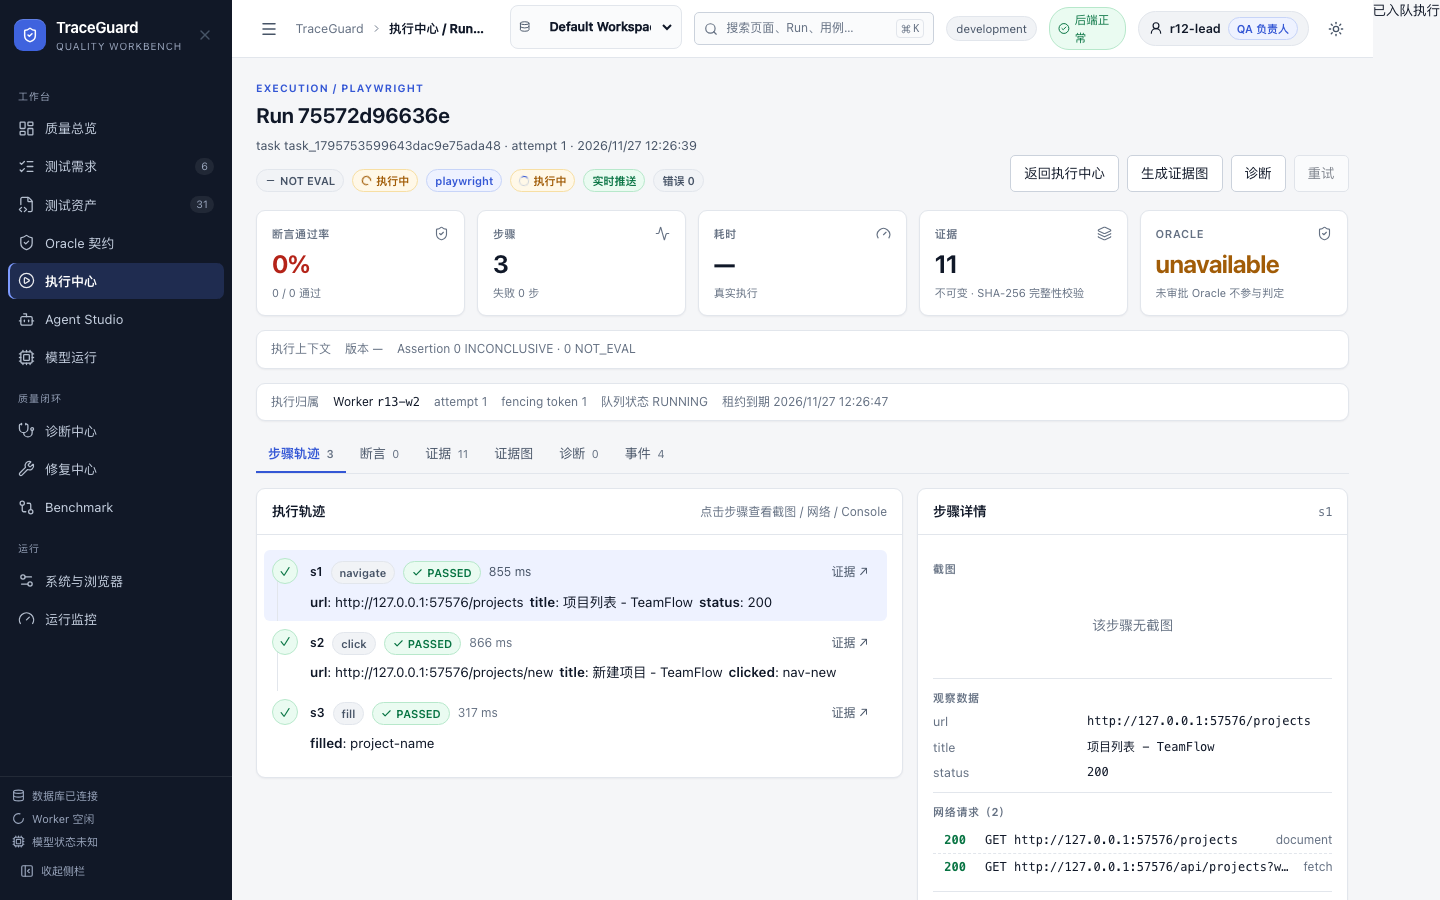 TraceGuard
QUALITY WORKBENCH
工作台
质量总览
测试需求 6
测试资产 31
Oracle 契约
执行中心
Agent Studio
模型运行
质量闭环
诊断中心
修复中心
Benchmark
运行
系统与浏览器
运行监控
数据库已连接
Worker 空闲
模型状态未知
收起侧栏
TraceGuard > 执行中心 / Run...
Default Workspa
搜索页面、Run、用例...
⌘ K
development
后端正常
r12-lead QA 负责人
已入队执行
EXECUTION / PLAYWRIGHT
Run 75572d96636e
task task_1795753599643dac9e75ada48 · attempt 1 · 2026/11/27 12:26:39
NOT EVAL 执行中 playwright 执行中 实时推送 错误 0
返回执行中心 生成证据图 诊断 重试
断言通过率
0%
0 / 0 通过
步骤
3
失败 0 步
耗时
—
真实执行
证据
11
不可变 · SHA-256 完整性校验
ORACLE
unavailable
未审批 Oracle 不参与判定
执行上下文 版本 — Assertion 0 INCONCLUSIVE · 0 NOT_EVAL
执行归属 Worker r13-w2 attempt 1 fencing token 1 队列状态 RUNNING 租约到期 2026/11/27 12:26:47
步骤轨迹 3 断言 0 证据 11 证据图 诊断 0 事件 4
执行轨迹 点击步骤查看截图 / 网络 / Console
s1 navigate PASSED 855 ms 证据 ↗
url: http://127.0.0.1:57576/projects title: 项目列表 - TeamFlow status: 200
s2 click PASSED 866 ms 证据 ↗
url: http://127.0.0.1:57576/projects/new title: 新建项目 - TeamFlow clicked: nav-new
s3 fill PASSED 317 ms 证据 ↗
filled: project-name
步骤详情 s1
截图
该步骤无截图
观察数据
url http://127.0.0.1:57576/projects
title 项目列表 - TeamFlow
status 200
网络请求 (2)
200 GET http://127.0.0.1:57576/projects document
200 GET http://127.0.0.1:57576/api/projects?w… fetch